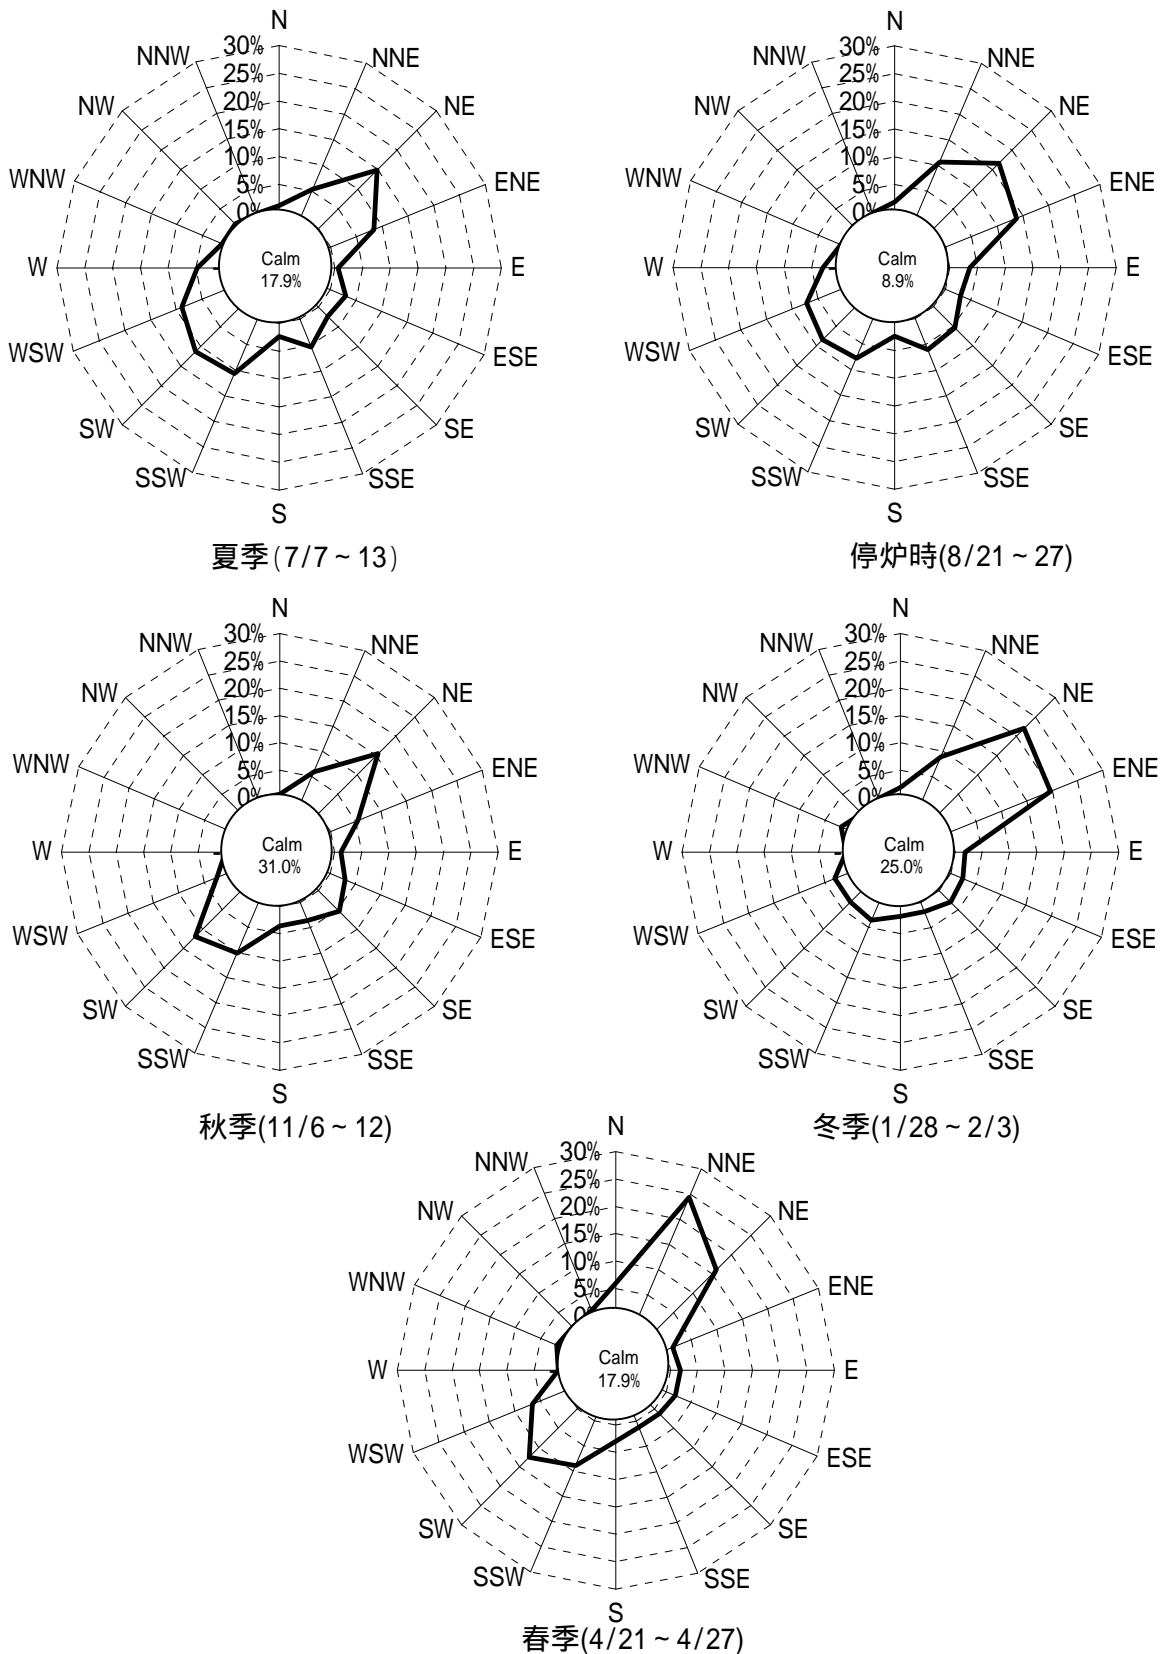 N
30%
25%
20%
15%
10%
5%
0%
NNE
NE
ENE
E
ESE
SE
SSE
S
SSW
SW
WSW
W
WNW
NW
NNW
Calm
17.9%
夏季(7/7 ~ 13)
N
30%
25%
20%
15%
10%
5%
0%
NNE
NE
ENE
E
ESE
SE
SSE
S
SSW
SW
WSW
W
WNW
NW
NNW
Calm
8.9%
停炉時(8/21 ~ 27)
N
30%
25%
20%
15%
10%
5%
0%
NNE
NE
ENE
E
ESE
SE
SSE
S
SSW
SW
WSW
W
WNW
NW
NNW
Calm
31.0%
秋季(11/6 ~ 12)
N
30%
25%
20%
15%
10%
5%
0%
NNE
NE
ENE
E
ESE
SE
SSE
S
SSW
SW
WSW
W
WNW
NW
NNW
Calm
25.0%
冬季(1/28 ~ 2/3)
N
30%
25%
20%
15%
10%
5%
0%
NNE
NE
ENE
E
ESE
SE
SSE
S
SSW
SW
WSW
W
WNW
NW
NNW
Calm
17.9%
春季(4/21 ~ 4/27)